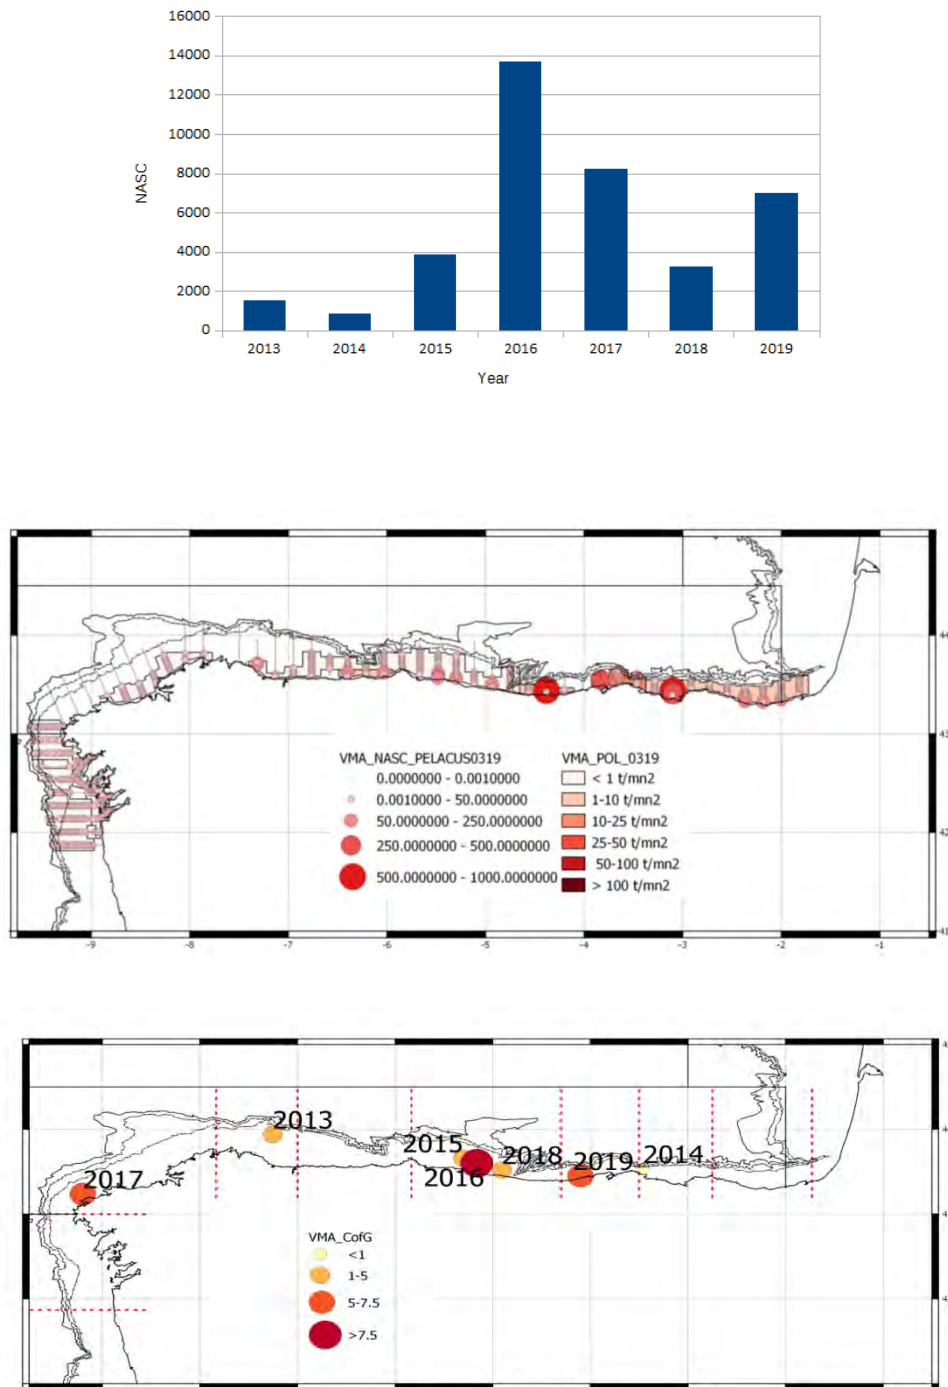 16000
14000
12000
10000
8000
6000
4000
2000
0
NASC
2013 2014 2015 2016 2017 2018 2019
Year
VMA_NASC_PELACUS0319 VMA_POL_0319
0.0000000 - 0.0010000 < 1 t/mn2
0.0010000 - 50.0000000 1-10 t/mn2
50.0000000 - 250.0000000 10-25 t/mn2
250.0000000 - 500.0000000 25-50 t/mn2
50-100 t/mn2
500.0000000 - 1000.0000000 > 100 t/mn2
44
43
42
41
-9 -8 -7 -6 -5 -4 -3 -2 -1
2013
2015 2018 2014
2017 2016 2019
VMA_CofG
<1
1-5
5-7.5
>7.5